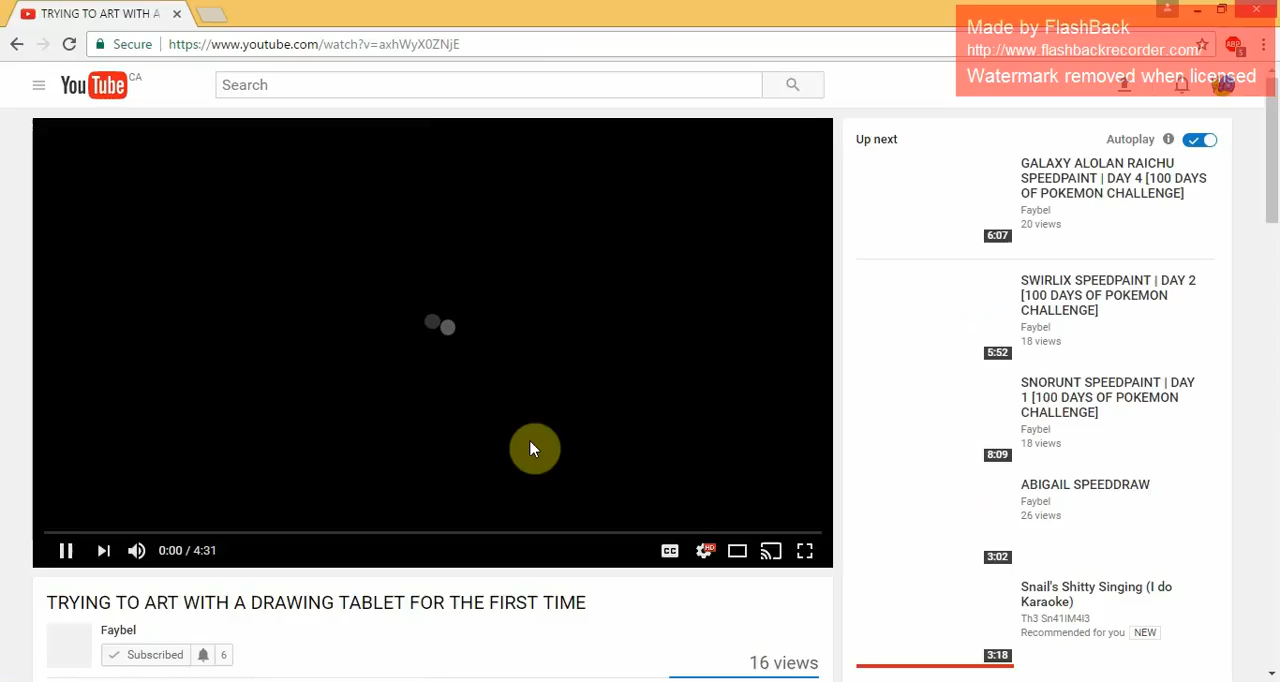 TRYING TO ART WITH A
Secure
https://www.youtube.com/watch?v=axhWyX0ZNjE
Made by FlashBack
http://www.flashbackrecorder.com/
Watermark removed when licensed
ABP
5
YouTube CA
Search
Up next
Autoplay
GALAXY ALOLAN RAICHU
SPEEDPAINT | DAY 4 [100 DAYS
OF POKEMON CHALLENGE]
Faybel
20 views
6:07
SWIRLIX SPEEDPAINT | DAY 2
[100 DAYS OF POKEMON
CHALLENGE]
Faybel
18 views
5:52
SNORUNT SPEEDPAINT | DAY
1 [100 DAYS OF POKEMON
CHALLENGE]
Faybel
18 views
8:09
ABIGAIL SPEEDDRAW
Faybel
26 views
3:02
Snail's Shitty Singing (I do
Karaoke)
Th3 Sn41lM4l3
Recommended for you NEW
3:18
0:00 / 4:31
CC
HD
TRYING TO ART WITH A DRAWING TABLET FOR THE FIRST TIME
Faybel
Subscribed 6
16 views